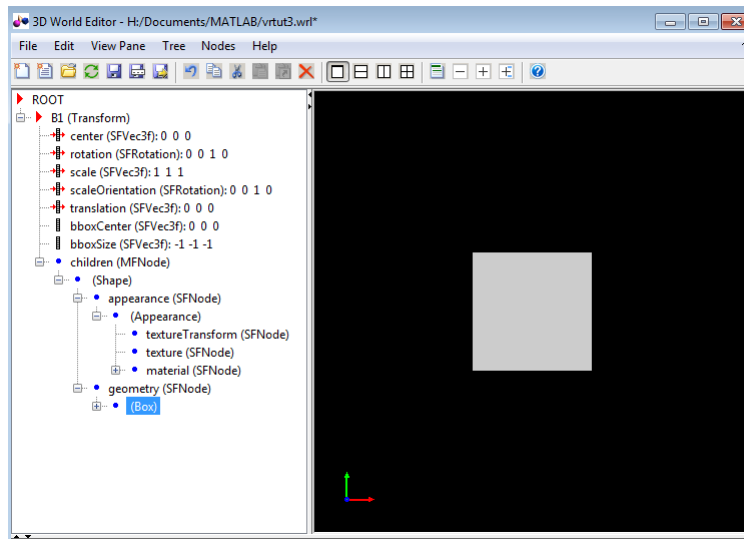 3D World Editor - H:/Documents/MATLAB/vrtut3.wrl*
File Edit View Pane Tree Nodes Help
ROOT
B1 (Transform)
center (SFVec3f): 0 0 0
rotation (SFRotation): 0 0 1 0
scale (SFVec3f): 1 1 1
scaleOrientation (SFRotation): 0 0 1 0
translation (SFVec3f): 0 0 0
bboxCenter (SFVec3f): 0 0 0
bboxSize (SFVec3f): -1 -1 -1
children (MFNode)
(Shape)
appearance (SFNode)
(Appearance)
textureTransform (SFNode)
texture (SFNode)
material (SFNode)
geometry (SFNode)
(Box)